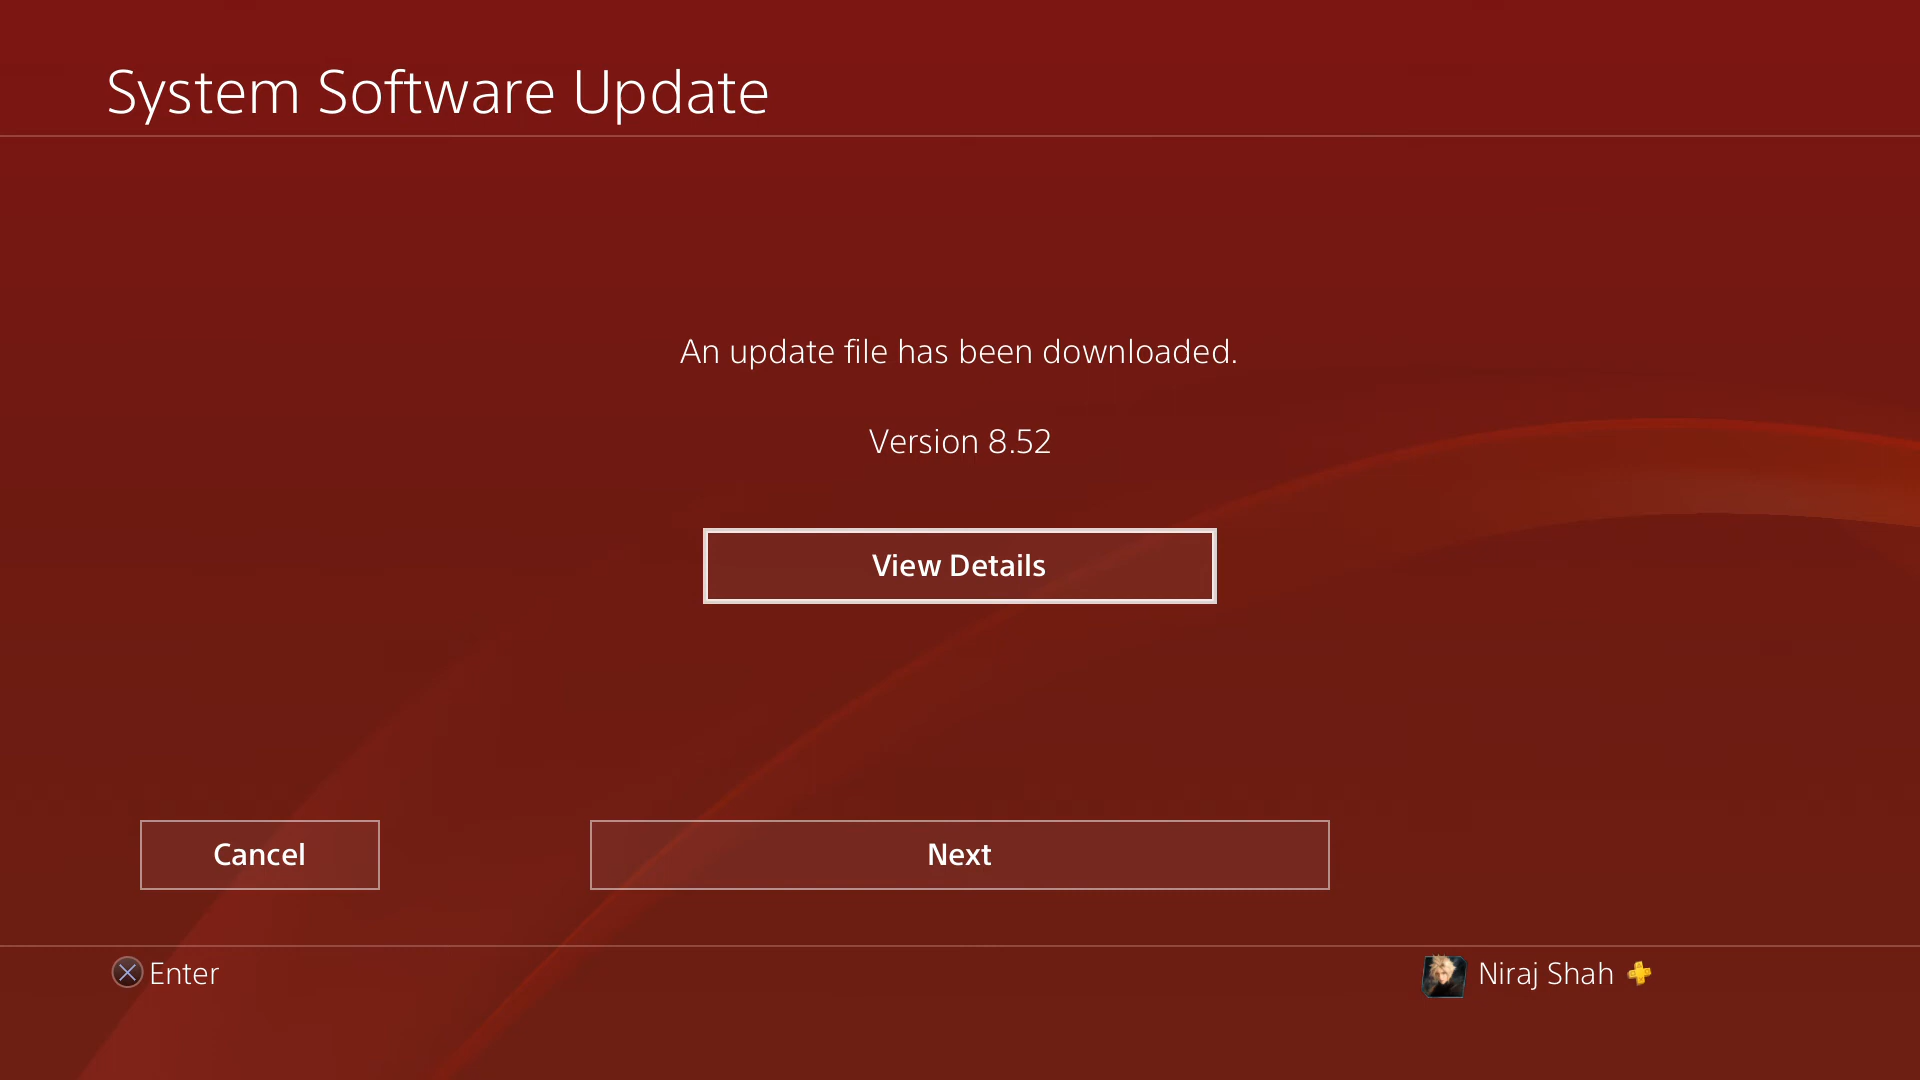 System Software Update
An update file has been downloaded.
Version 8.52
View Details
Cancel
Next
Enter
Niraj Shah